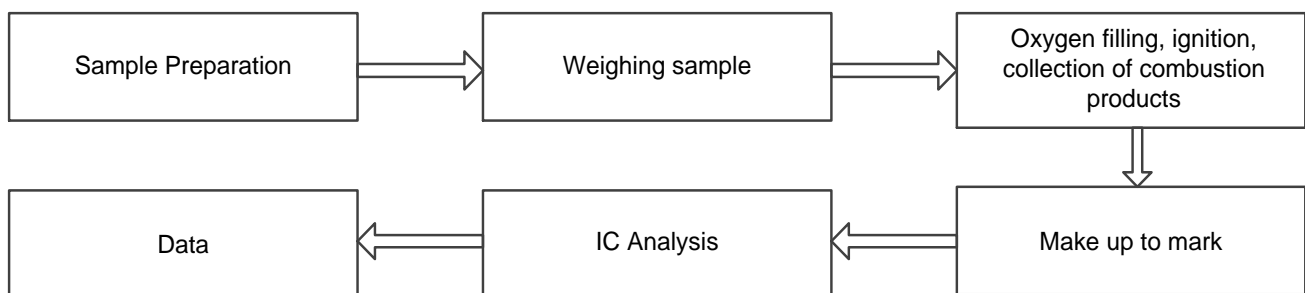 Sample Preparation
Weighing sample
Oxygen filling, ignition,
collection of combustion
products
Make up to mark
IC Analysis
Data